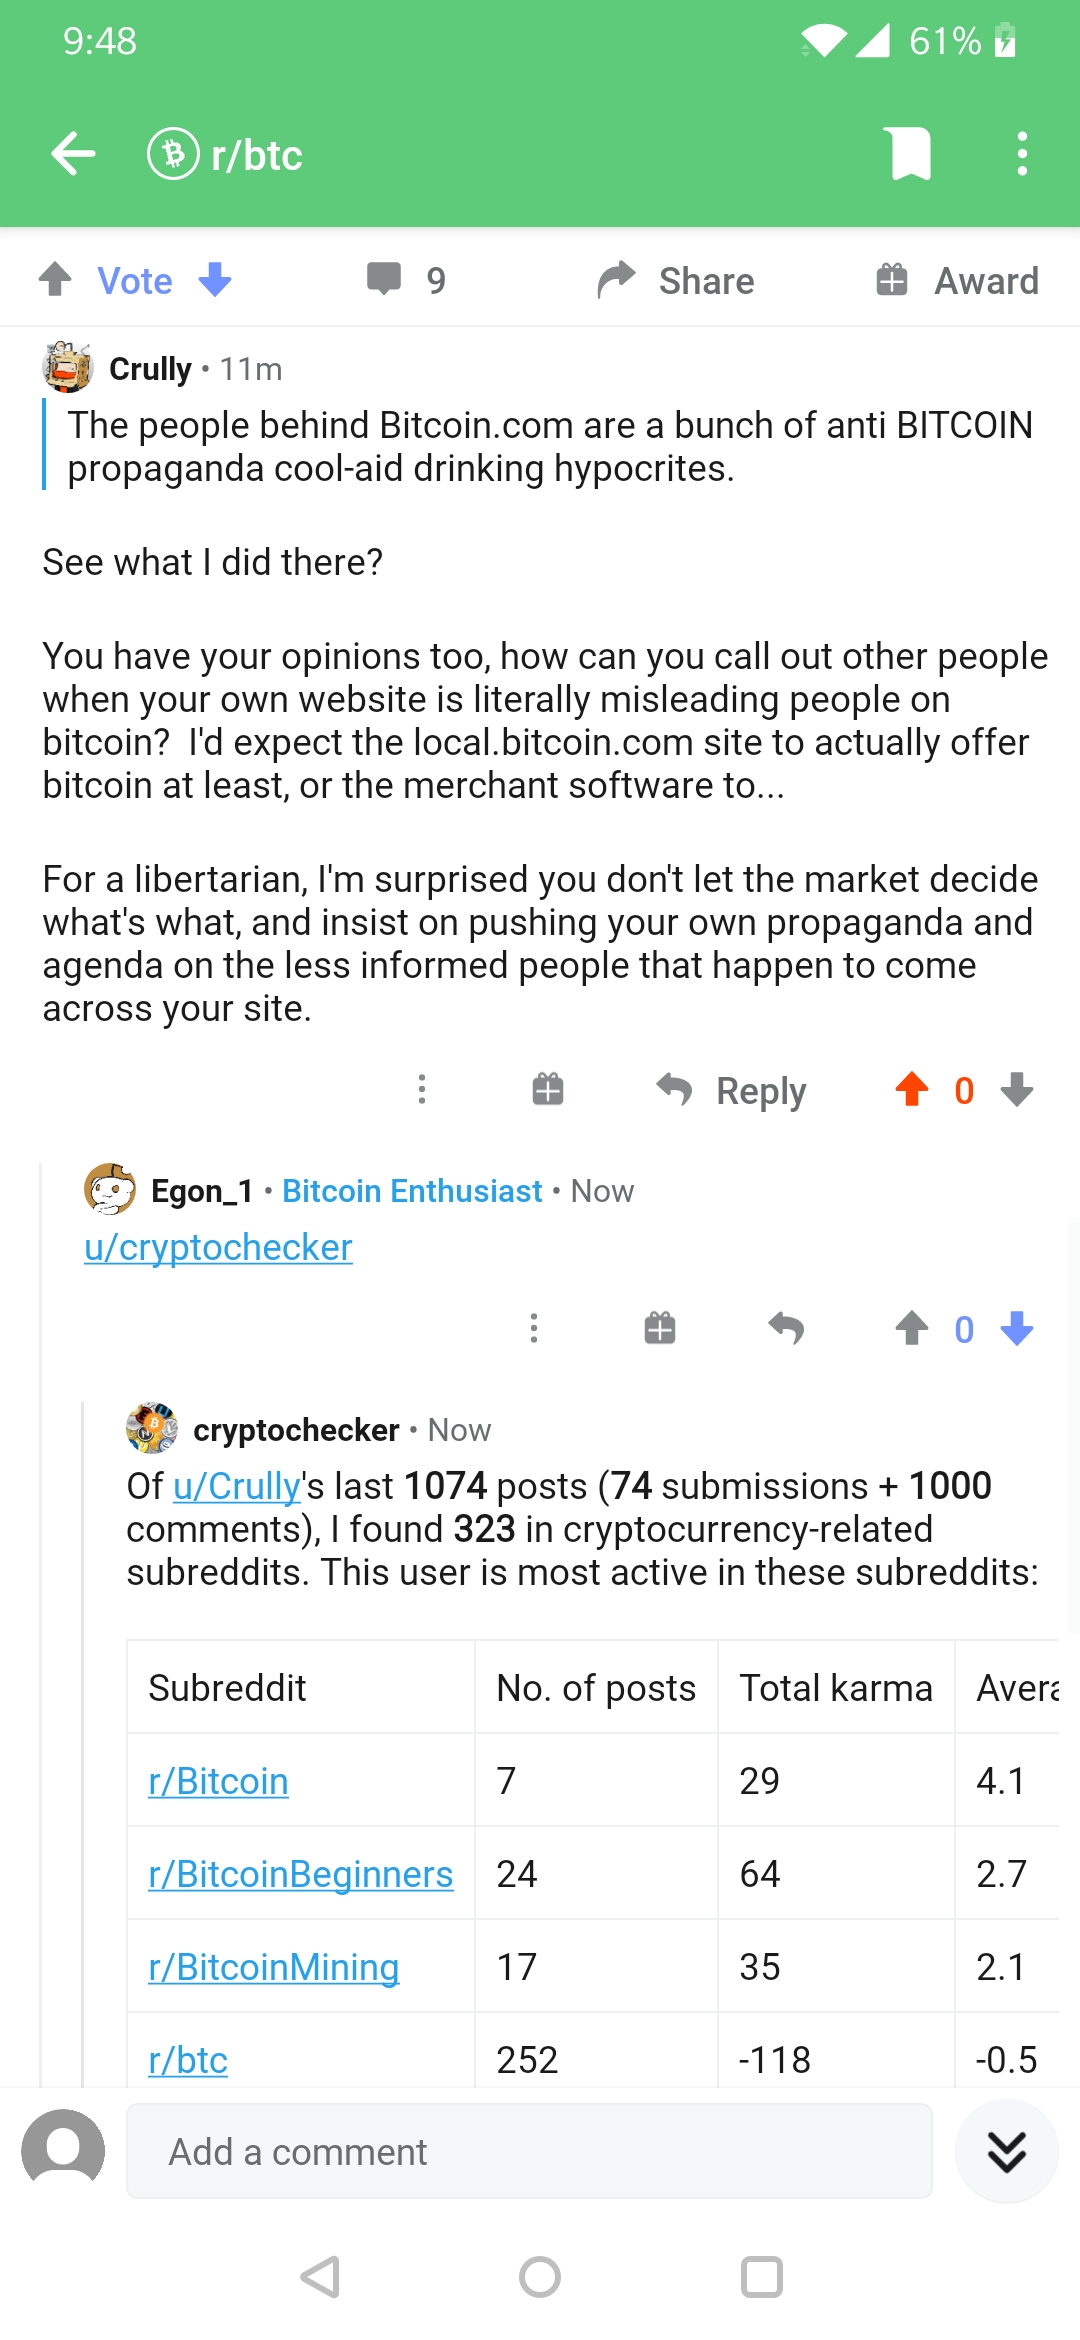 9:48
61%
r/btc
Vote
9
Share
Award
Crully • 11m
The people behind Bitcoin.com are a bunch of anti BITCOIN
propaganda cool-aid drinking hypocrites.
See what I did there?
You have your opinions too, how can you call out other people
when your own website is literally misleading people on
bitcoin?  I'd expect the local.bitcoin.com site to actually offer
bitcoin at least, or the merchant software to...
For a libertarian, I'm surprised you don't let the market decide
what's what, and insist on pushing your own propaganda and
agenda on the less informed people that happen to come
across your site.
Reply
0
Egon_1 • Bitcoin Enthusiast • Now
u/cryptochecker
0
cryptochecker • Now
Of u/Crully's last 1074 posts (74 submissions + 1000
comments), I found 323 in cryptocurrency-related
subreddits. This user is most active in these subreddits:
Subreddit No. of posts Total karma Avera
r/Bitcoin 7 29 4.1
r/BitcoinBeginners 24 64 2.7
r/BitcoinMining 17 35 2.1
r/btc 252 -118 -0.5
Add a comment